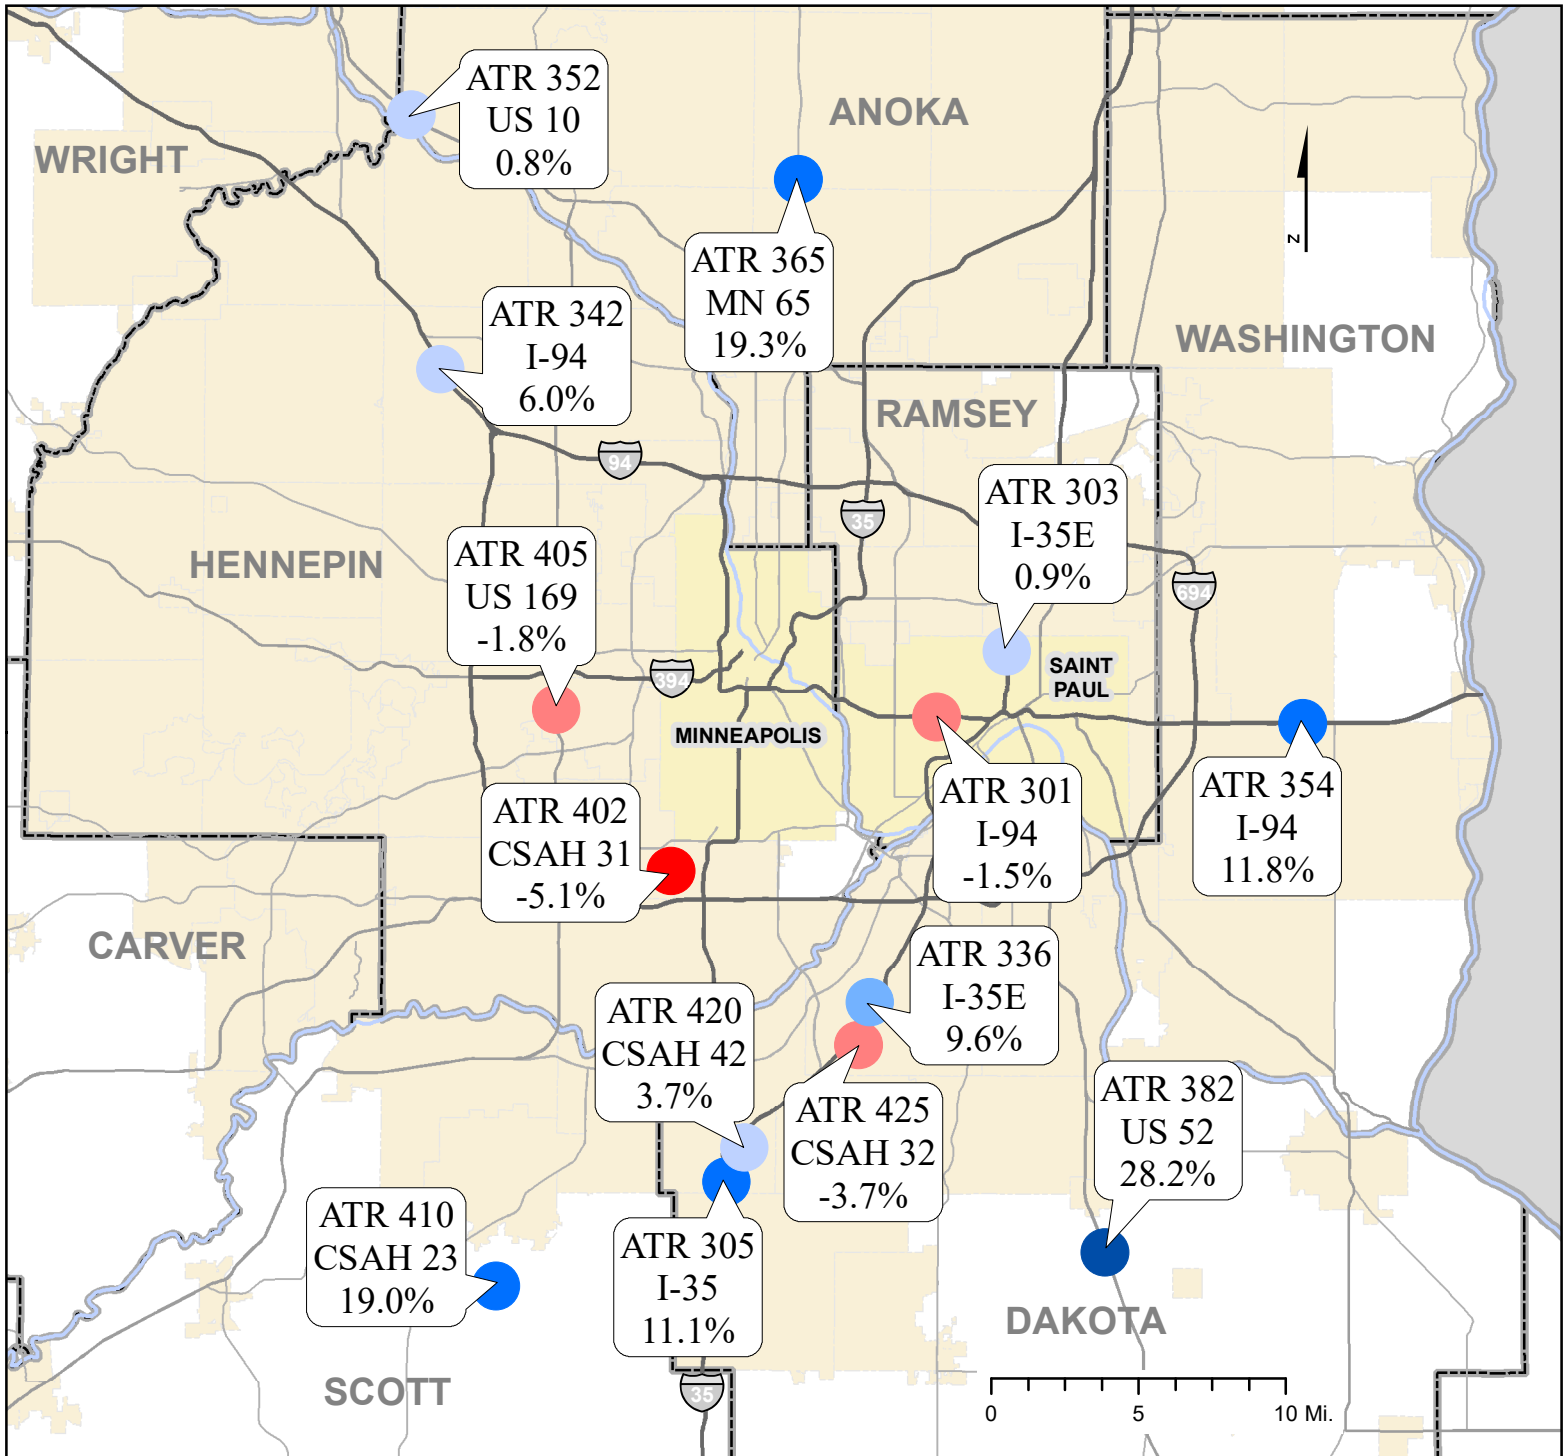 ATR 352
US 10
0.8%
ANOKA
WRIGHT
ATR 365
MN 65
19.3%
N
ATR 342
I-94
6.0%
WASHINGTON
RAMSEY
94
ATR 303
I-35E
0.9%
35
HENNEPIN
ATR 405
US 169
-1.8%
694
394
SAINT
PAUL
MINNEAPOLIS
ATR 402
CSAH 31
-5.1%
ATR 301
I-94
-1.5%
ATR 354
I-94
11.8%
CARVER
ATR 336
I-35E
9.6%
ATR 420
CSAH 42
3.7%
ATR 425
CSAH 32
-3.7%
ATR 382
US 52
28.2%
ATR 410
CSAH 23
19.0%
ATR 305
I-35
11.1%
DAKOTA
SCOTT
35
0 5 10 Mi.